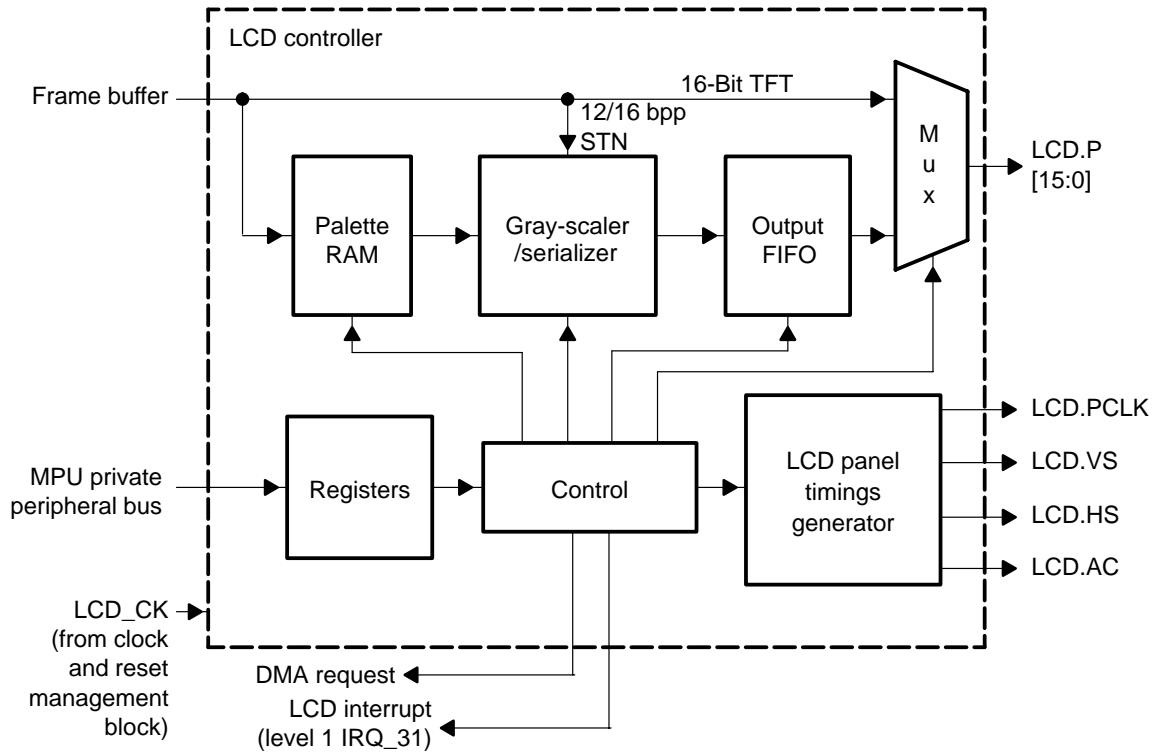 LCD controller
Frame buffer
16-Bit TFT
12/16 bpp
STN
M
u
x
LCD.P
[15:0]
Palette
RAM
Gray-scaler
/serializer
Output
FIFO
LCD.PCLK
MPU private
peripheral bus
Registers
Control
LCD panel
timings
generator
LCD.VS
LCD.HS
LCD.AC
LCD_CK
(from clock
and reset
management
block)
DMA request
LCD interrupt
(level 1 IRQ_31)